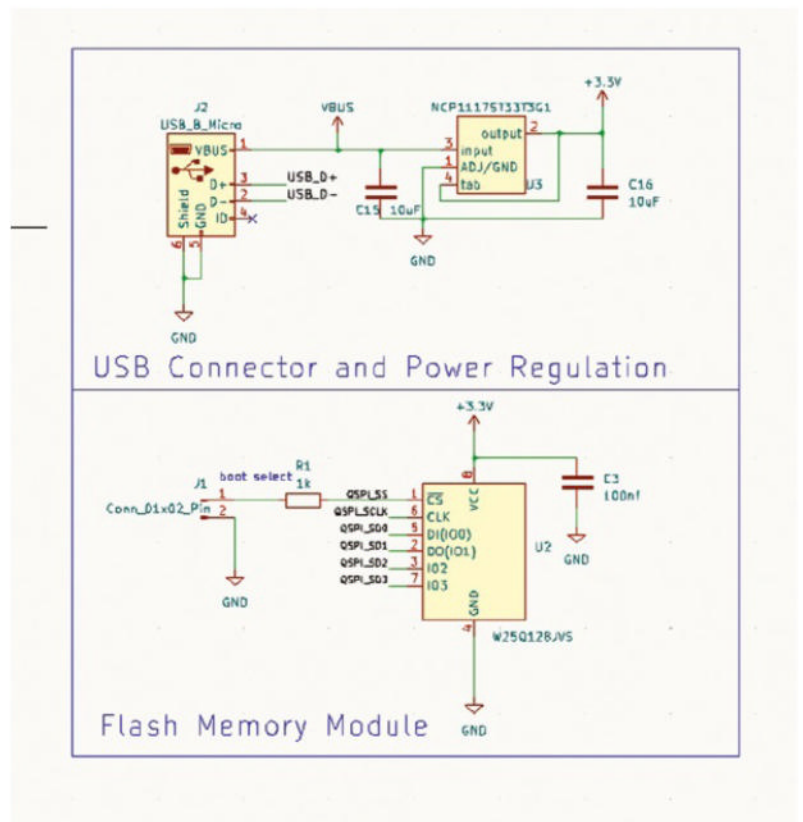 +3.3V
J2
USB_B_Micro
VBUS
NCP1117ST33T3G1
VBUS 1
3 input
output 2
1 ADJ/GND
4 tab
U3
D+ 3
USB_D+
D- 2
USB_D-
ID 4
Shield
GND
6
5
C15 10uF
C16
10uF
GND
GND
USB Connector and Power Regulation
+3.3V
J1
boot select
R1
1k
Conn_01x02_Pin
1
2
QSPI_SS 1 CS
QSPI_SCLK 6 CLK
QSPI_SD0 5 DI(IO0)
QSPI_SD1 2 DO(IO1)
QSPI_SD2 3 IO2
QSPI_SD3 7 IO3
8
VCC
GND
4
U2
W25Q128JVS
C3
100nf
GND
GND
GND
Flash Memory Module